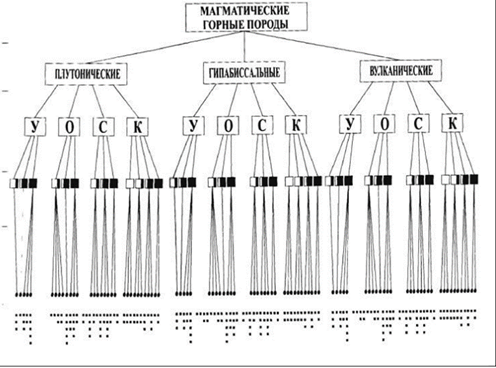 МАГМАТИЧЕСКИЕ
ГОРНЫЕ ПОРОДЫ
ПЛУТОНИЧЕСКИЕ
ГИПАБИССАЛЬНЫЕ
ВУЛКАНИЧЕСКИЕ
У О С К У О С К У О С К